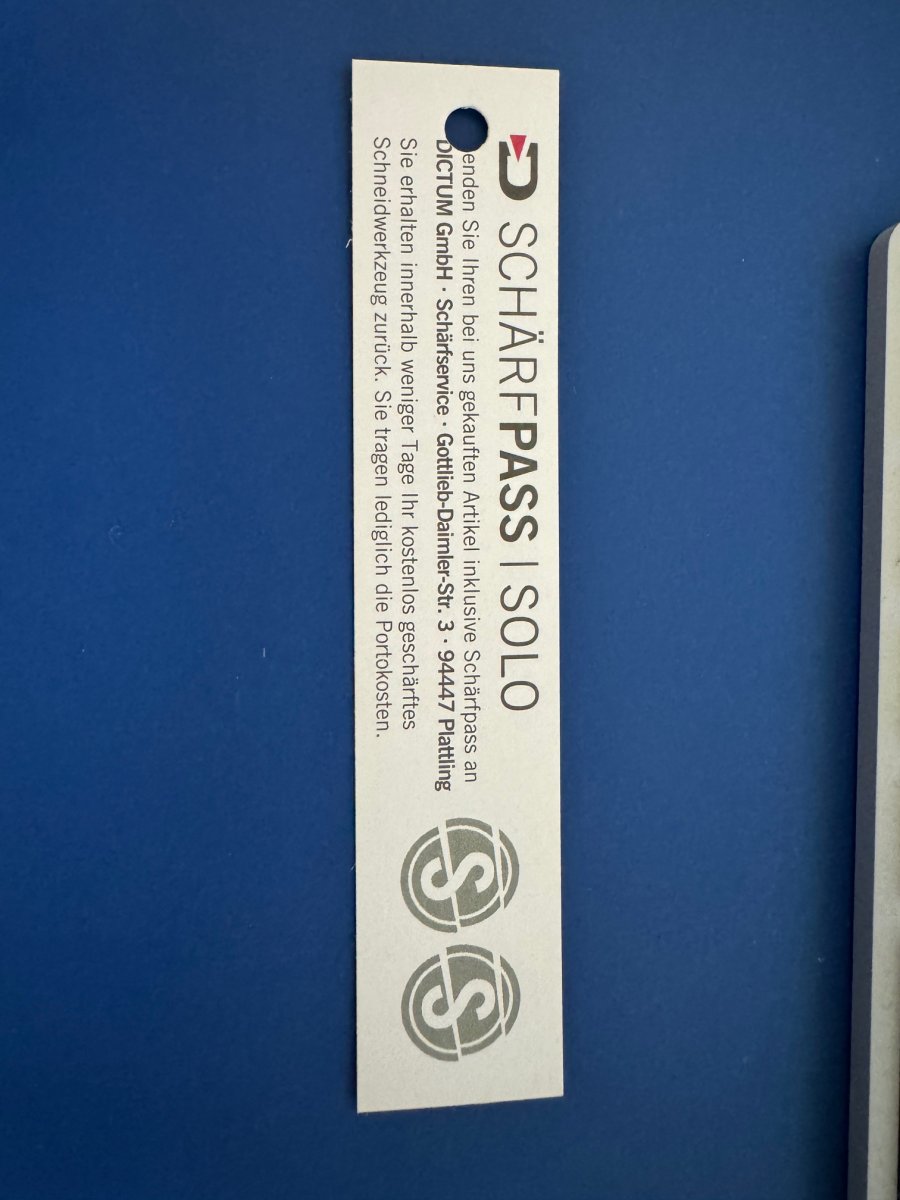 D SCHÄRFPASS | SOLO
enden Sie Ihren bei uns gekauften Artikel inklusive Schärfpass an
DICTUM GmbH · Schärfservice · Gottlieb-Daimler-Str. 3 · 94447 Plattling
Sie erhalten innerhalb weniger Tage Ihr kostenlos geschärftes
Schneidwerkzeug zurück. Sie tragen lediglich die Portokosten.
S S